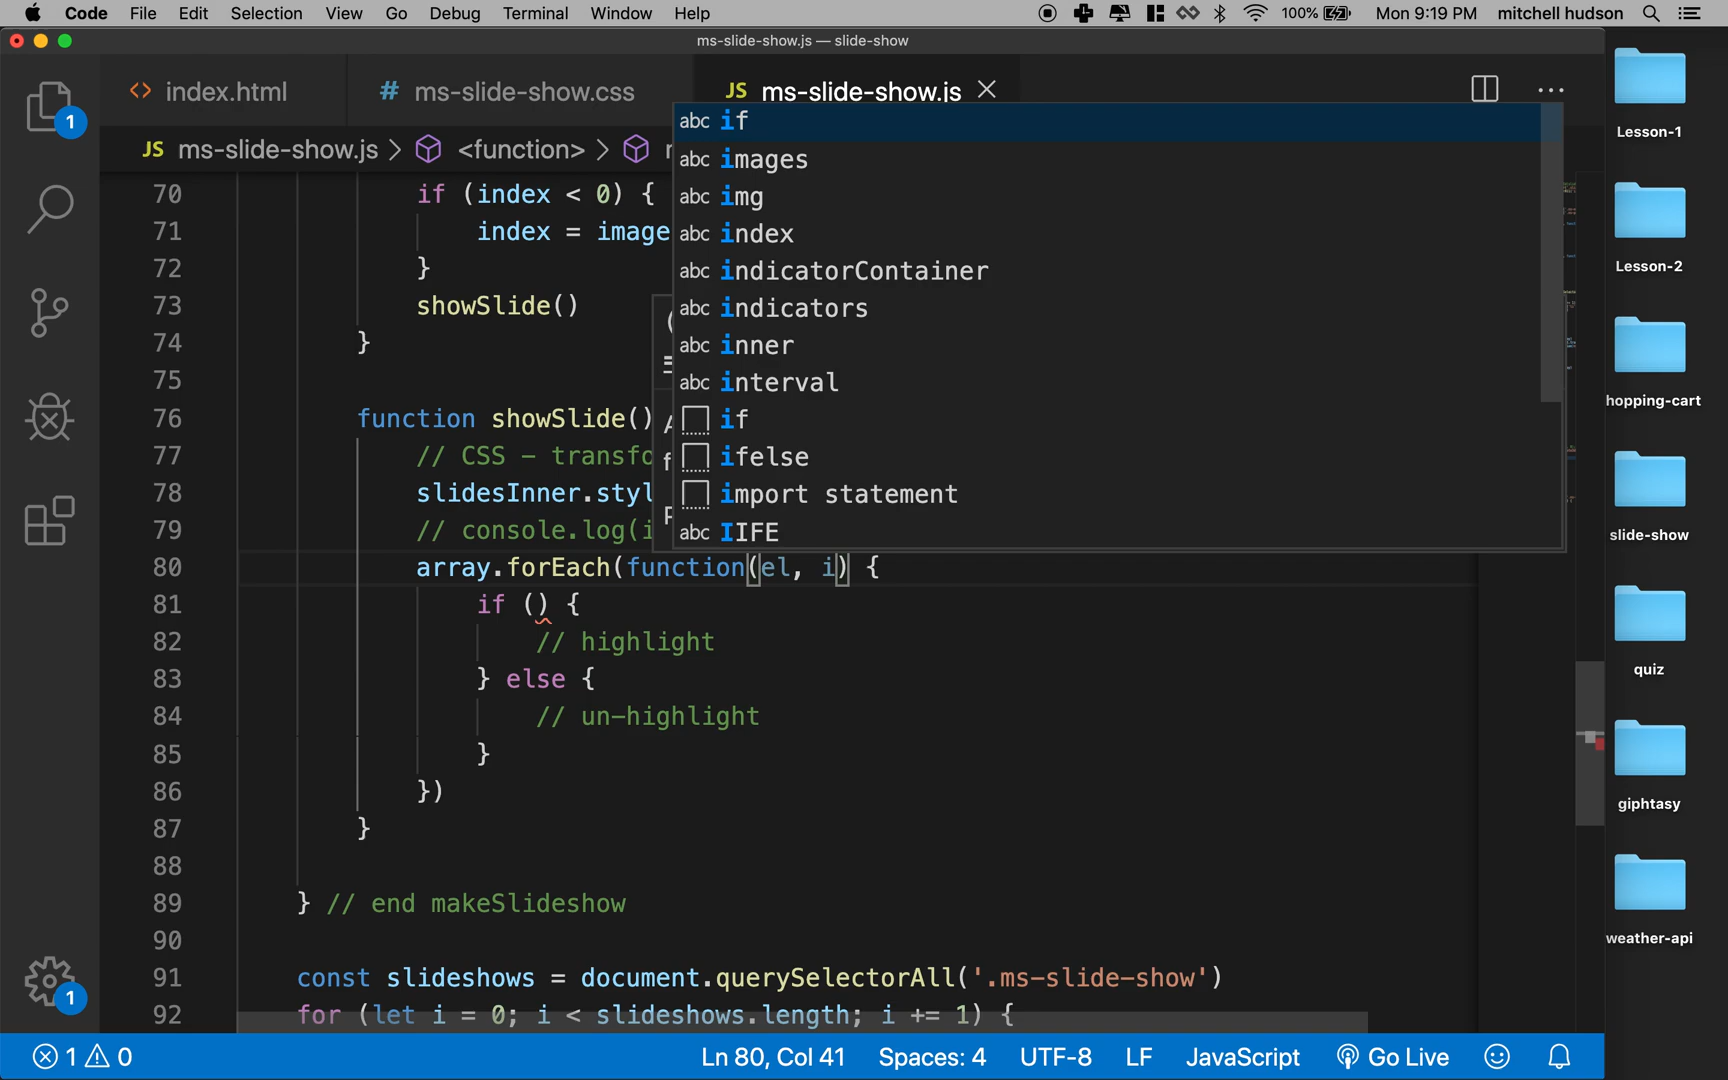 Code File Edit Selection View Go Debug Terminal Window Help 100% Mon 9:19 PM mitchell hudson
ms-slide-show.js — slide-show
<> index.html # ms-slide-show.css JS ms-slide-show.js
JS ms-slide-show.js > <function> >
abc if
abc images
abc img
abc index
abc indicatorContainer
abc indicators
abc inner
abc interval
if
ifelse
import statement
abc IIFE
70 if (index < 0) {
71 index = image
72 }
73 showSlide()
74 }
75
76 function showSlide()
77 // CSS - transfo
78 slidesInner.styl
79 // console.log(i
80 array.forEach(function(el, i) {
81 if () {
82 // highlight
83 } else {
84 // un-highlight
85 }
86 })
87 }
88
89 } // end makeSlideshow
90
91 const slideshows = document.querySelectorAll('.ms-slide-show')
92 for (let i = 0; i < slideshows.length; i += 1) {
1
1
1 0 Ln 80, Col 41 Spaces: 4 UTF-8 LF JavaScript Go Live
Lesson-1
Lesson-2
hopping-cart
slide-show
quiz
giphtasy
weather-api